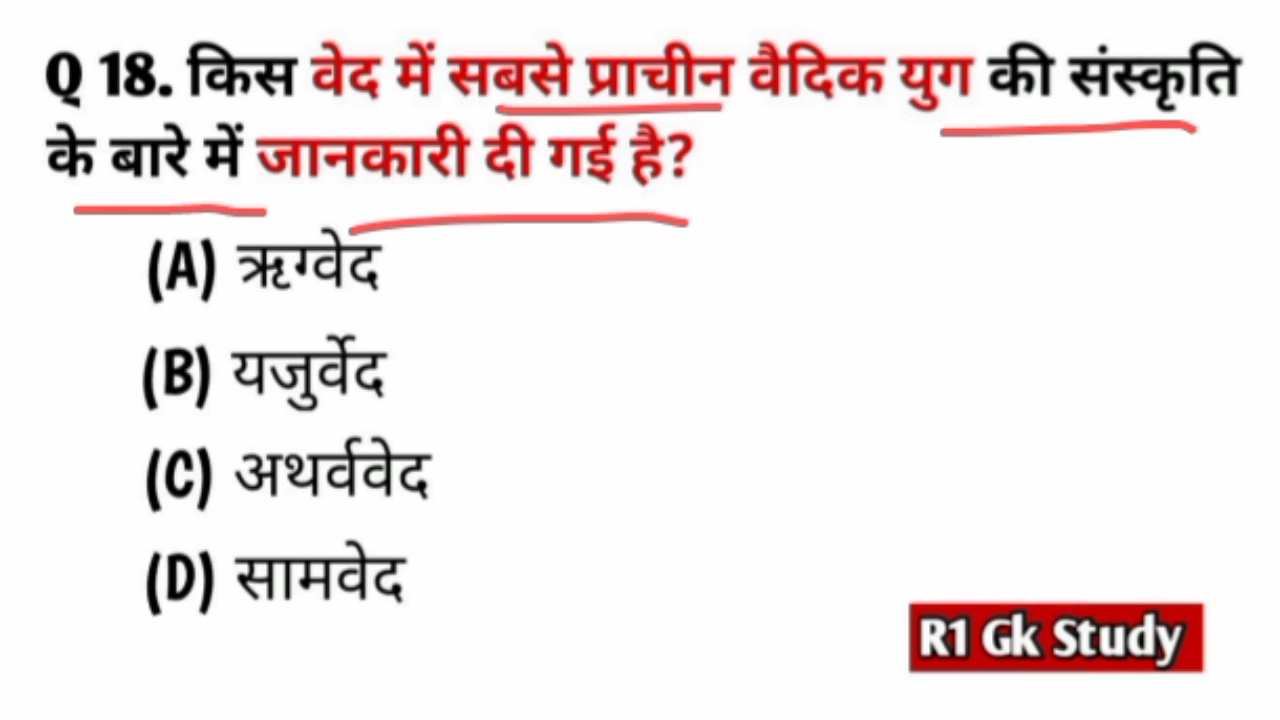 Q 18. किस वेद में सबसे प्राचीन वैदिक युग की संस्कृति
के बारे में जानकारी दी गई है?
(A) ऋग्वेद
(B) यजुर्वेद
(C) अथर्ववेद
(D) सामवेद
R1 Gk Study